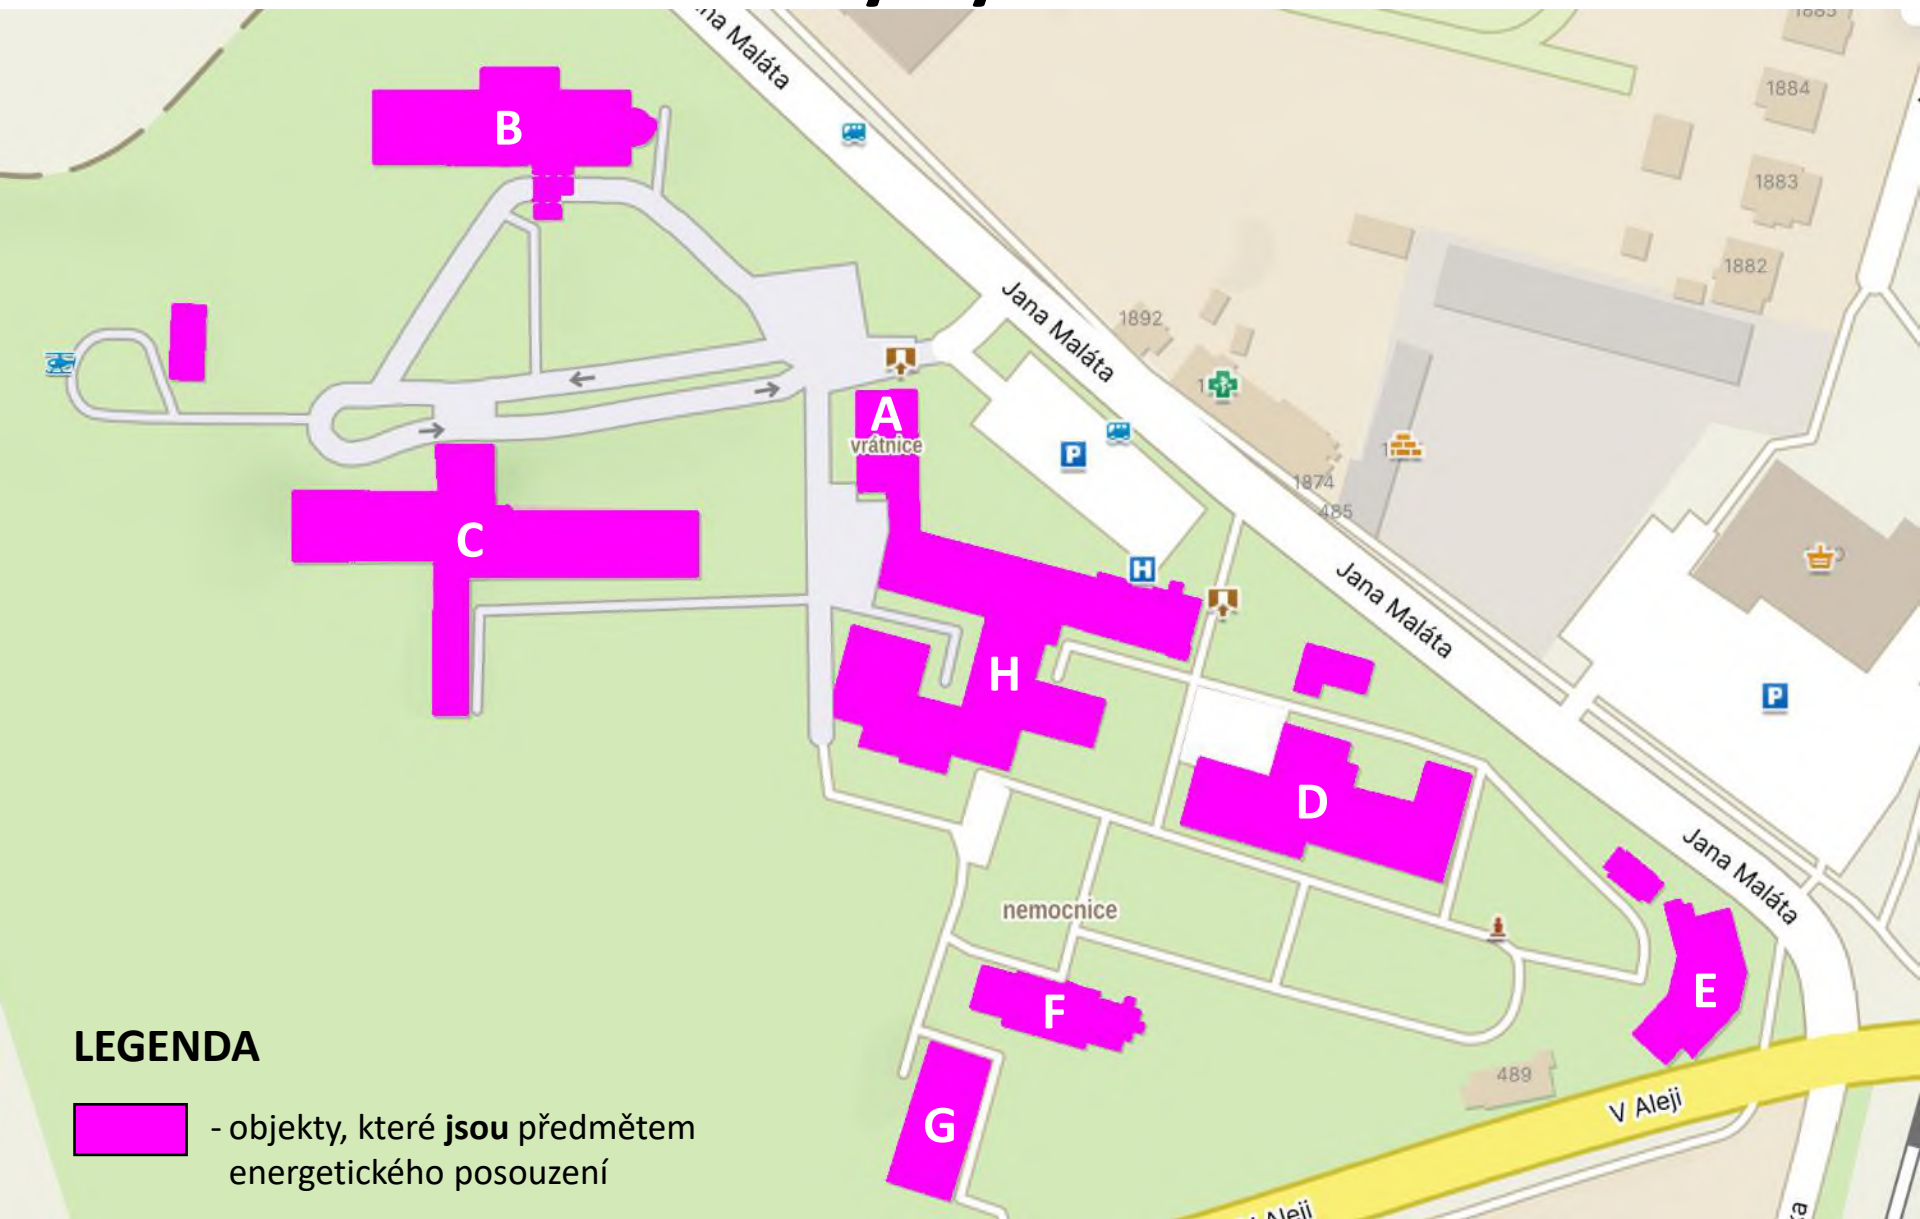 na Maláta
1884
B
1883
1882
Jana Maláta
1892
A
vrátnice
P
1874
485
C
H
Jana Maláta
H
P
D
Jana Maláta
nemocnice
E
F
LEGENDA
489
V Aleji
G
- objekty, které jsou předmětem
energetického posouzení
V Aleji